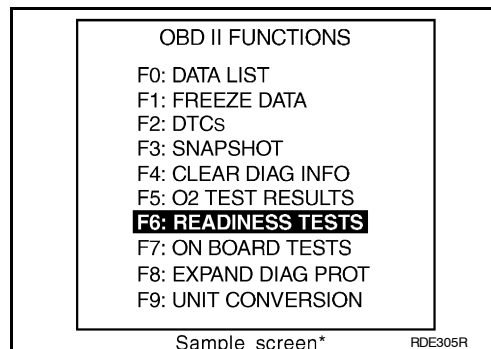 OBD II FUNCTIONS
F0: DATA LIST
F1: FREEZE DATA
F2: DTCs
F3: SNAPSHOT
F4: CLEAR DIAG INFO
F5: O2 TEST RESULTS
F6: READINESS TESTS
F7: ON BOARD TESTS
F8: EXPAND DIAG PROT
F9: UNIT CONVERSION
Sample screen*
RDE305R